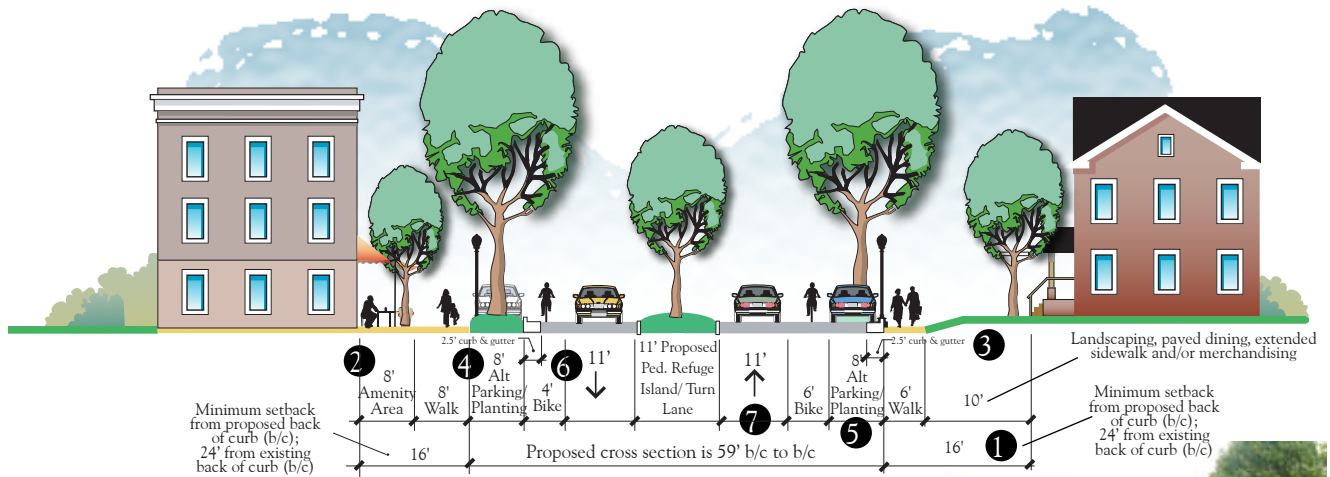 2.5' curb & gutter
2.5' curb & gutter
2
8'
Amenity
Area
8'
Walk
4
8'
Alt
Parking/
Planting
4'
Bike
6
11'
11' Proposed
Ped. Refuge
Island/ Turn
Lane
11'
7
6'
Bike
8'
Alt
Parking/
Planting
5
6'
Walk
3
10'
Landscaping, paved dining, extended
sidewalk and/or merchandising
Minimum setback
from proposed back
of curb (b/c);
24' from existing
back of curb (b/c)
16'
Proposed cross section is 59' b/c to b/c
16'
1
Minimum setback
from proposed back
of curb (b/c);
24' from existing
back of curb (b/c)